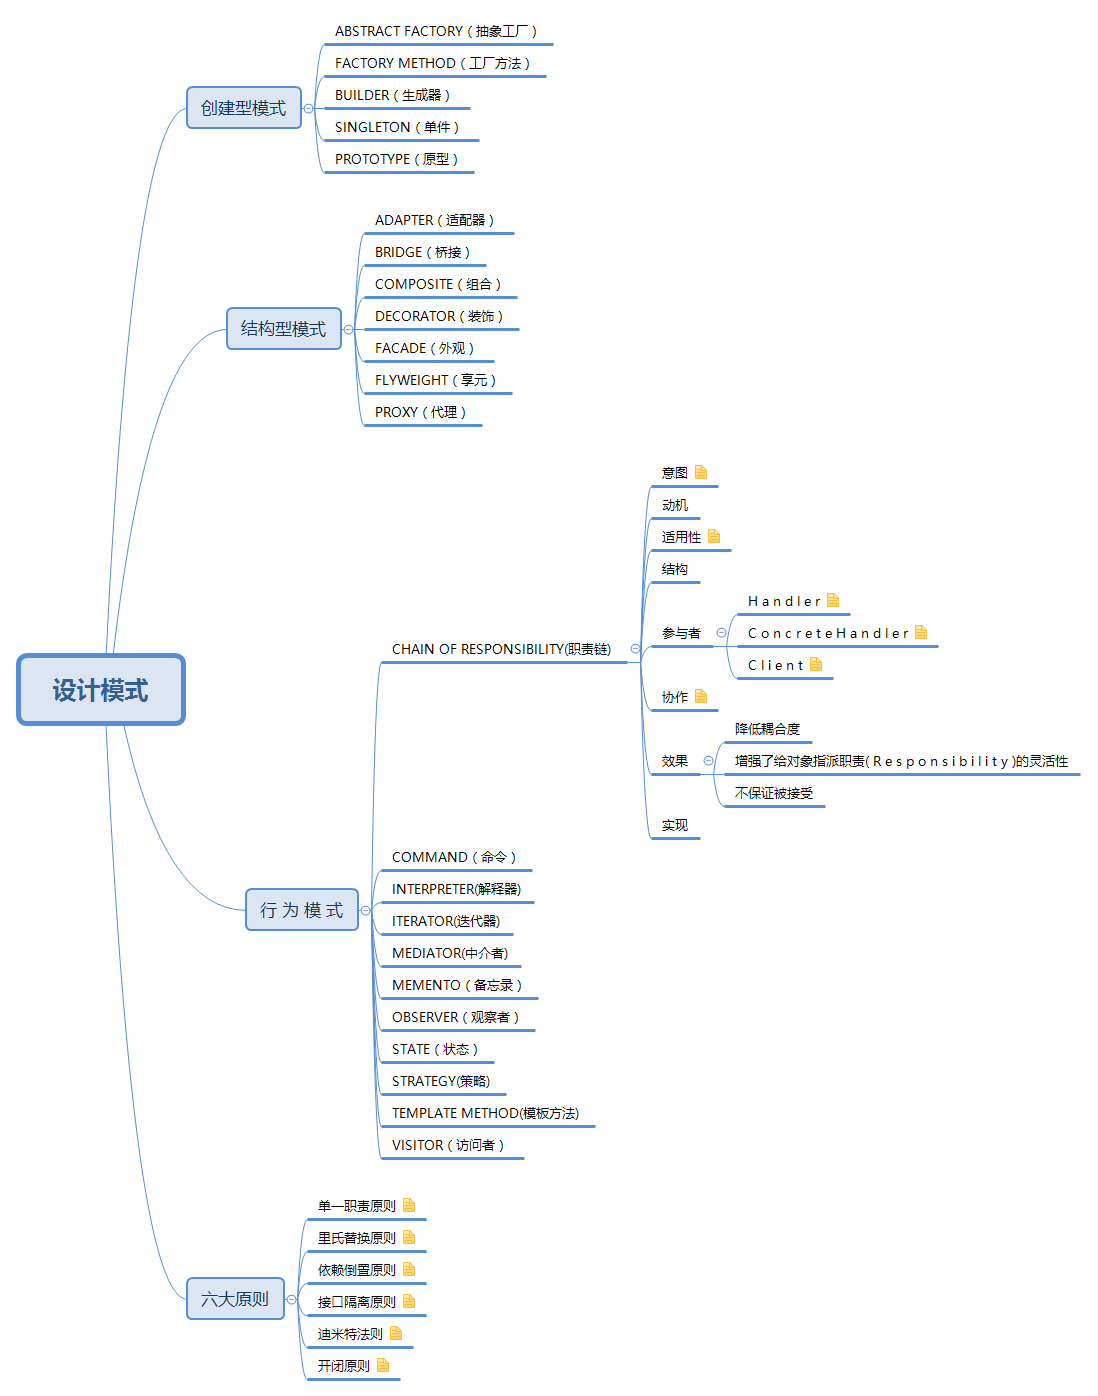 设计模式
创建型模式
ABSTRACT FACTORY（抽象工厂）
FACTORY METHOD（工厂方法）
BUILDER（生成器）
SINGLETON（单件）
PROTOTYPE（原型）
结构型模式
ADAPTER（适配器）
BRIDGE（桥接）
COMPOSITE（组合）
DECORATOR（装饰）
FACADE（外观）
FLYWEIGHT（享元）
PROXY（代理）
行 为 模 式
CHAIN OF RESPONSIBILITY(职责链)
意图
动机
适用性
结构
参与者
H a n d l e r
C o n c r e t e H a n d l e r
C l i e n t
协作
效果
降低耦合度
增强了给对象指派职责( R e s p o n s i b i l i t y )的灵活性
不保证被接受
实现
COMMAND（命令）
INTERPRETER(解释器)
ITERATOR(迭代器)
MEDIATOR(中介者)
MEMENTO（备忘录）
OBSERVER（观察者）
STATE（状态）
STRATEGY(策略)
TEMPLATE METHOD(模板方法)
VISITOR（访问者）
六大原则
单一职责原则
里氏替换原则
依赖倒置原则
接口隔离原则
迪米特法则
开闭原则